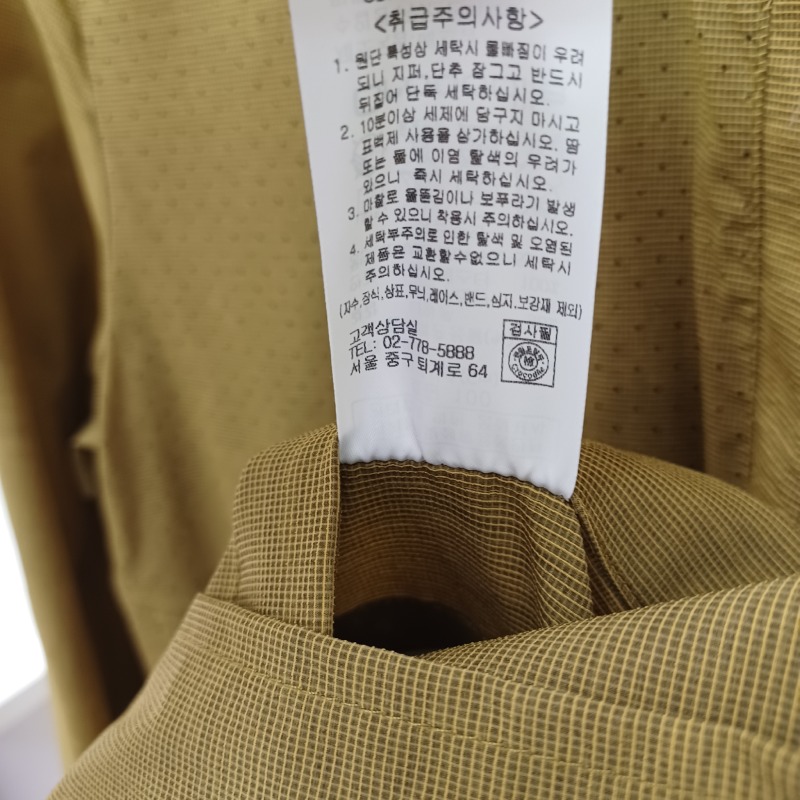 <취급주의사항>
1. 원단 특성상 세탁시 올빠짐이 우려
되니 지퍼,단추 잠그고 반드시
뒤집어 단독 세탁하십시오.
2. 10분이상 세제에 담구지 마시고
표백제 사용을 삼가하십시오. 땀
또는 물에 이염 탈색의 우려가
있으니 즉시 세탁하십시오.
3. 마찰로 올뜯김이나 보푸라기 발생
할 수 있으니 착용시 주의하십시오.
4. 세탁부주의로 인한 탈색 및 오염된
제품은 교환할수없으니 세탁시
주의하십시오.
(자수,장식,상표,무늬,레이스,밴드,심지,보강재 제외)
고객상담실
TEL: 02-778-5888
서울 중구 퇴계로 64
검사필
Crocodile